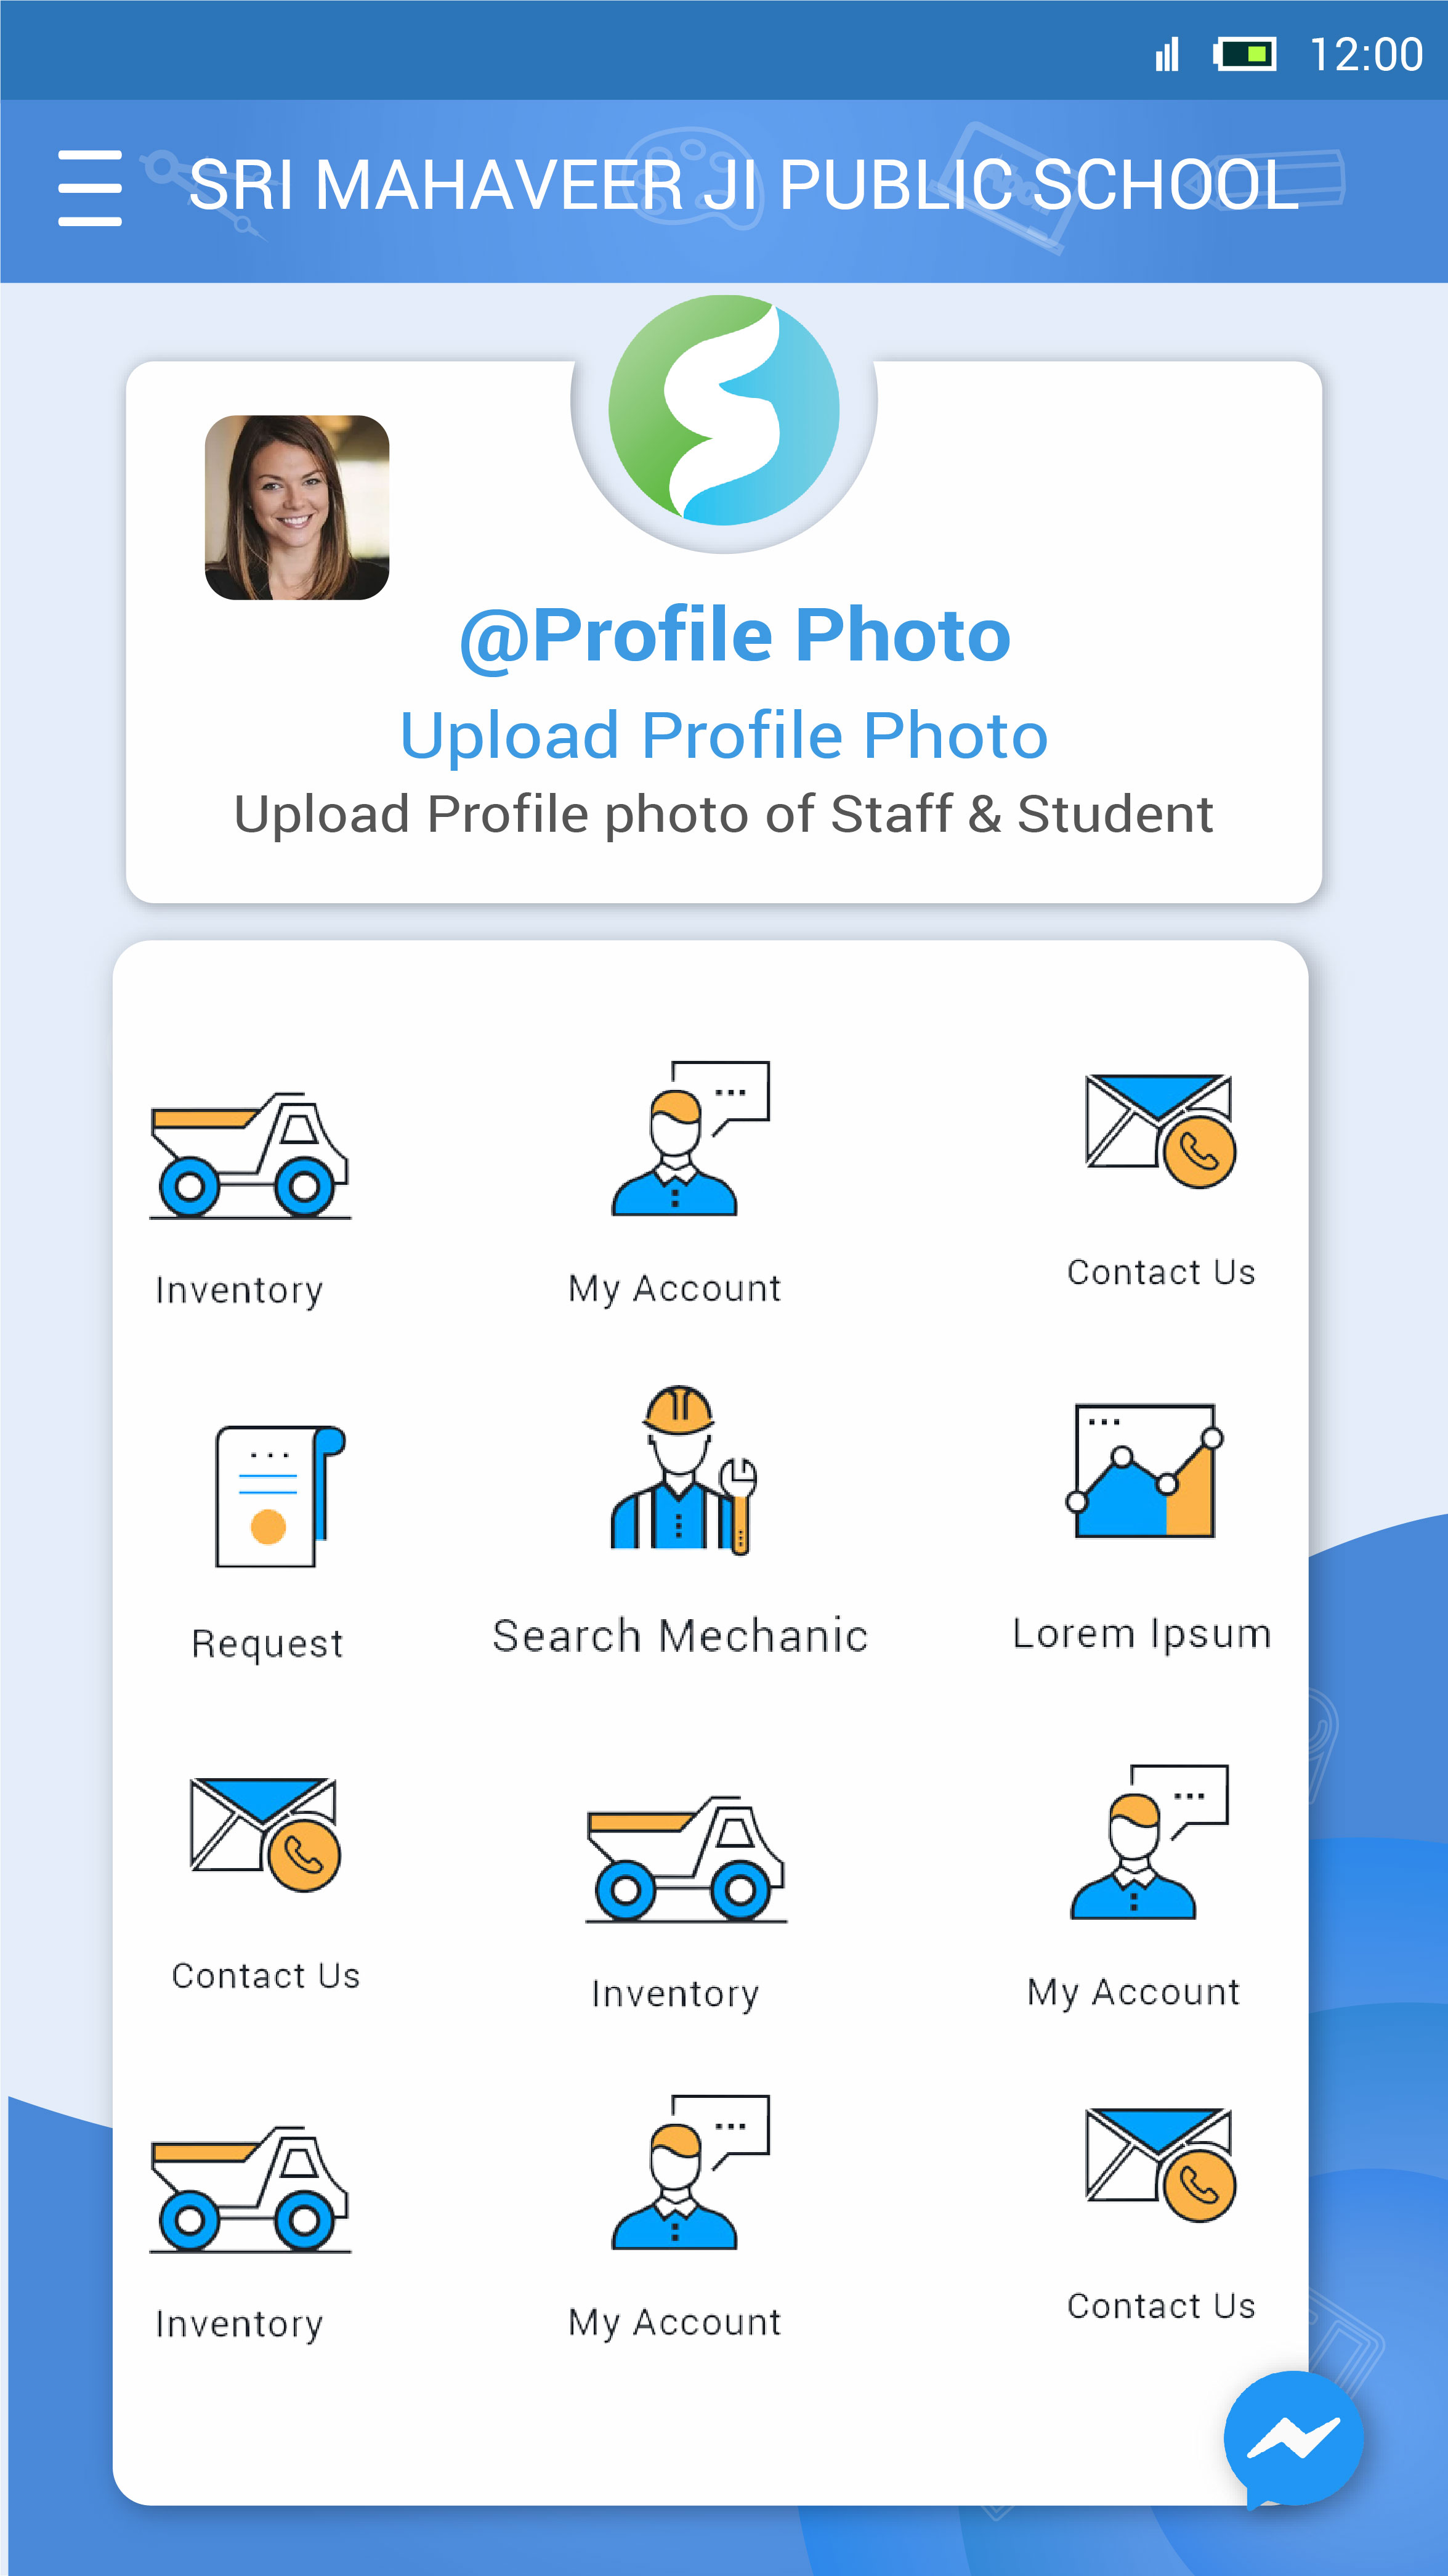 12:00
SRI MAHAVEER JI PUBLIC SCHOOL
@Profile Photo
Upload Profile Photo
Upload Profile photo of Staff & Student
Inventory
My Account
Contact Us
Request
Search Mechanic
Lorem Ipsum
Contact Us
Inventory
My Account
Inventory
My Account
Contact Us